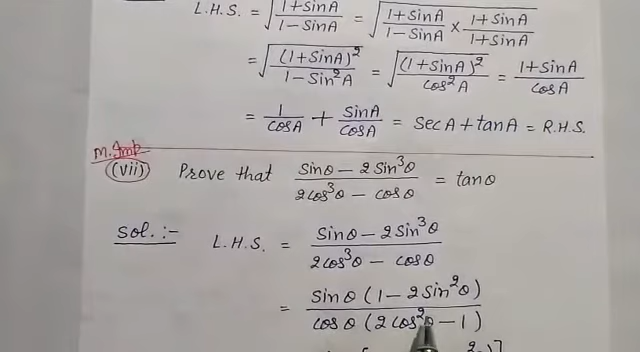 L.H.S. = √((1+SinA)/(1-SinA)) = √((1+SinA)/(1-SinA) × (1+SinA)/(1+SinA))
= √((1+SinA)²/(1-Sin²A)) = √((1+SinA)²/cos²A) = (1+SinA)/cosA
= 1/cosA + SinA/cosA = SecA + tanA = R.H.S.
m.Imp
(vii) Prove that (Sinθ - 2Sin³θ)/(2cos³θ - cosθ) = tanθ
Sol. :- L.H.S. = (Sinθ - 2Sin³θ)/(2cos³θ - cosθ)
= (Sinθ (1 - 2Sin²θ))/(cosθ (2cos²θ - 1))